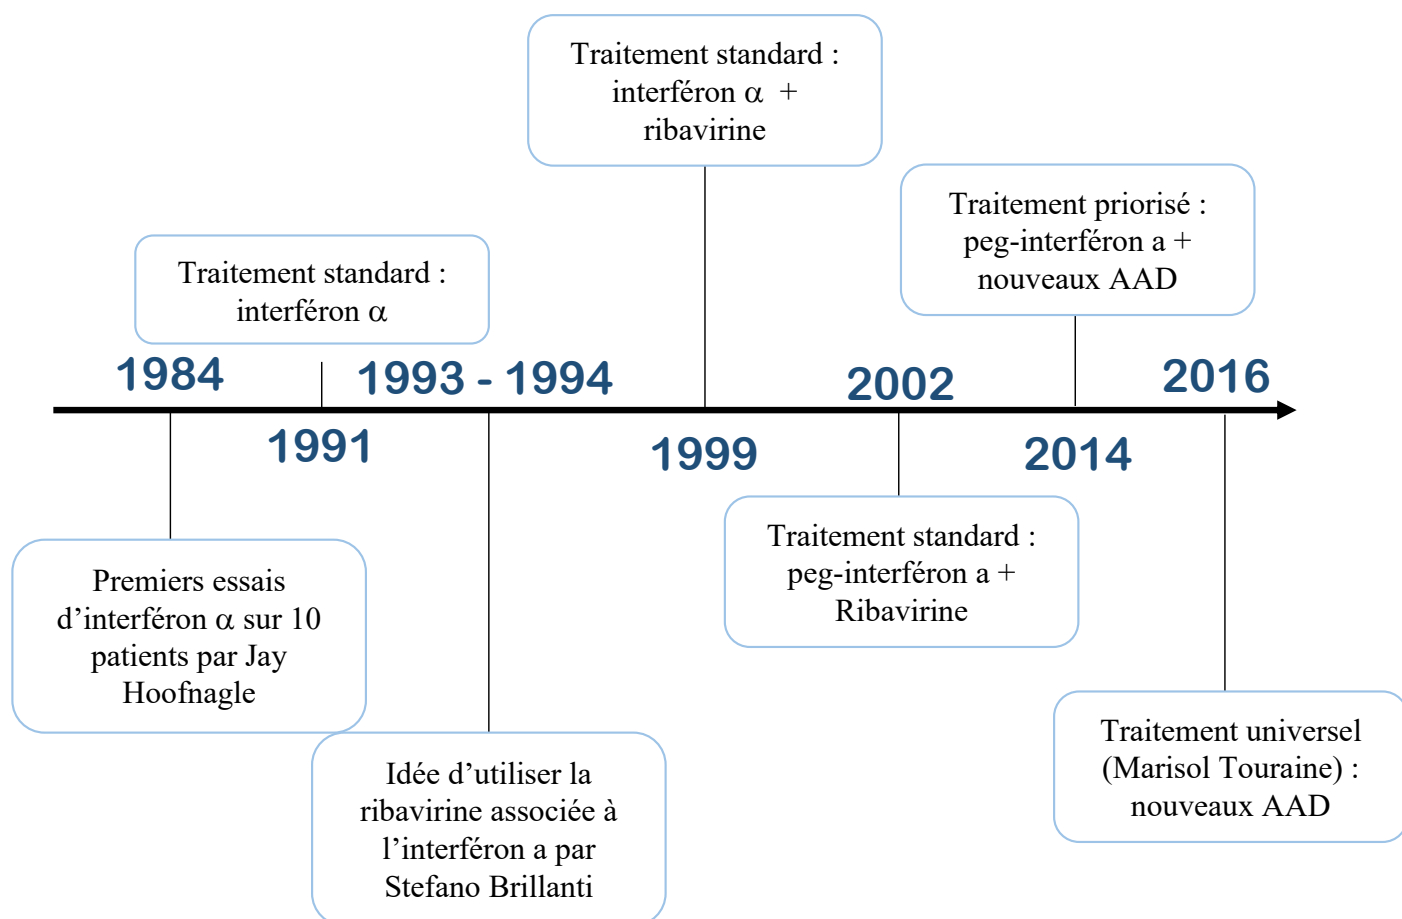 Traitement standard :
interféron α +
ribavirine
Traitement priorisé :
peg-interféron a +
nouveaux AAD
Traitement standard :
interféron α
1984
1993 - 1994
2002
2016
1991
1999
2014
Traitement standard :
peg-interféron a +
Ribavirine
Premiers essais
d’interféron α sur 10
patients par Jay
Hoofnagle
Traitement universel
(Marisol Touraine) :
nouveaux AAD
Idée d’utiliser la
ribavirine associée à
l’interféron a par
Stefano Brillanti